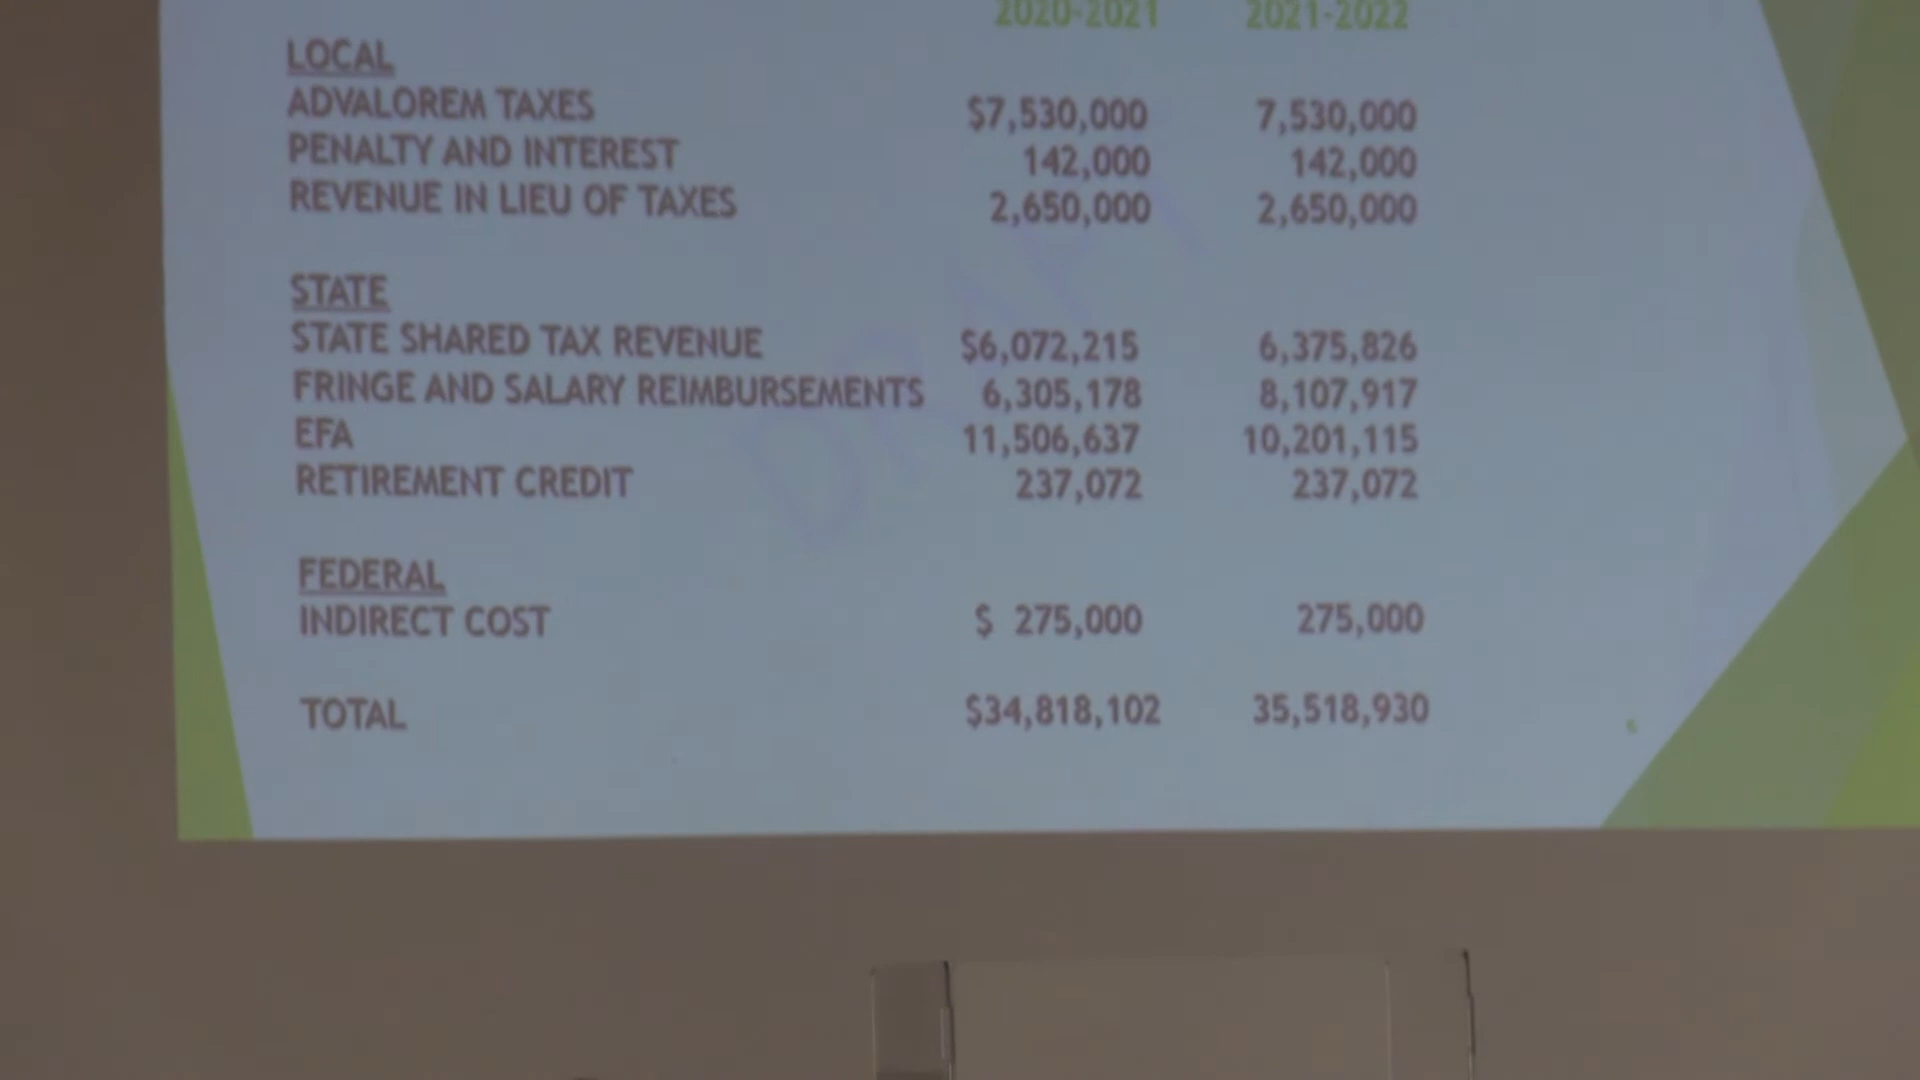 2020-2021 2021-2022
LOCAL
ADVALOREM TAXES $7,530,000 7,530,000
PENALTY AND INTEREST 142,000 142,000
REVENUE IN LIEU OF TAXES 2,650,000 2,650,000
STATE
STATE SHARED TAX REVENUE $6,072,215 6,375,826
FRINGE AND SALARY REIMBURSEMENTS 6,305,178 8,107,917
EFA 11,506,637 10,201,115
RETIREMENT CREDIT 237,072 237,072
FEDERAL
INDIRECT COST $ 275,000 275,000
TOTAL $34,818,102 35,518,930
DRAFT